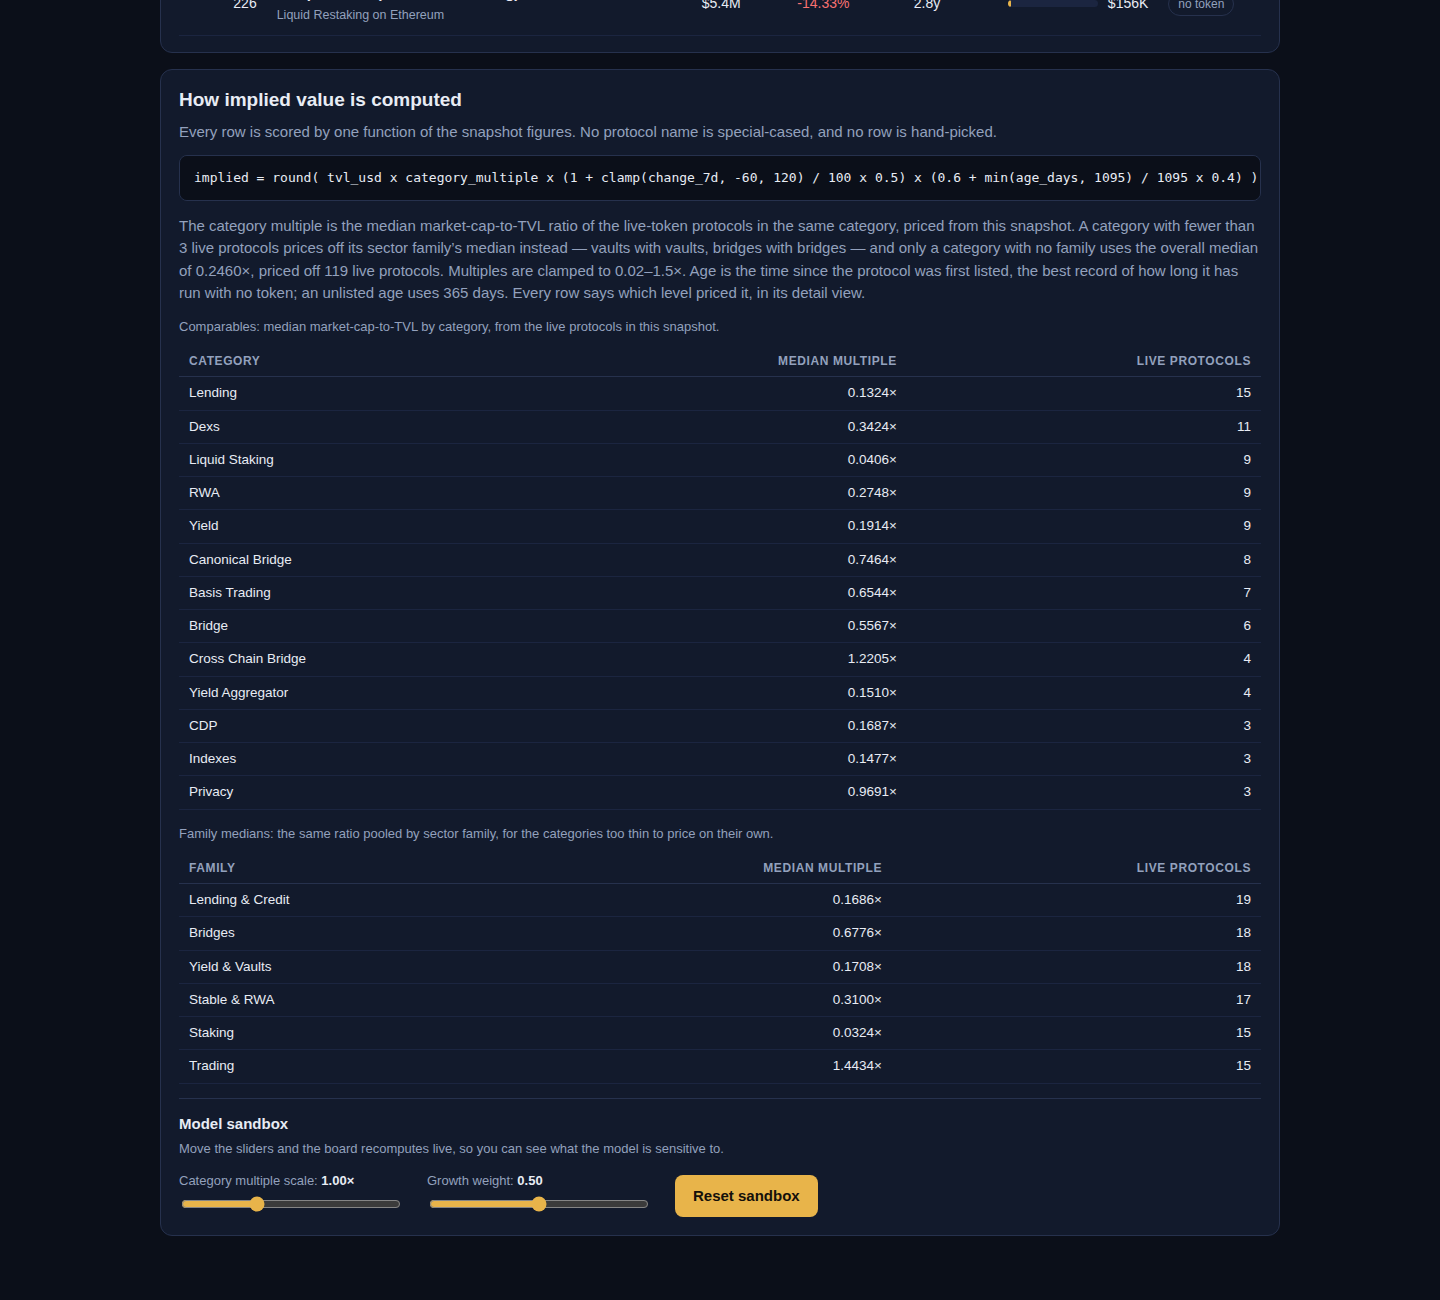 226
Liquid Restaking on Ethereum
$5.4M
-14.33%
2.8y
$156K
no token
How implied value is computed
Every row is scored by one function of the snapshot figures. No protocol name is special-cased, and no row is hand-picked.
implied = round( tvl_usd x category_multiple x (1 + clamp(change_7d, -60, 120) / 100 x 0.5) x (0.6 + min(age_days, 1095) / 1095 x 0.4) )
The category multiple is the median market-cap-to-TVL ratio of the live-token protocols in the same category, priced from this snapshot. A category with fewer than
3 live protocols prices off its sector family's median instead — vaults with vaults, bridges with bridges — and only a category with no family uses the overall median
of 0.2460×, priced off 119 live protocols. Multiples are clamped to 0.02–1.5×. Age is the time since the protocol was first listed, the best record of how long it has
run with no token; an unlisted age uses 365 days. Every row says which level priced it, in its detail view.
Comparables: median market-cap-to-TVL by category, from the live protocols in this snapshot.
CATEGORY MEDIAN MULTIPLE LIVE PROTOCOLS
Lending 0.1324× 15
Dexs 0.3424× 11
Liquid Staking 0.0406× 9
RWA 0.2748× 9
Yield 0.1914× 9
Canonical Bridge 0.7464× 8
Basis Trading 0.6544× 7
Bridge 0.5567× 6
Cross Chain Bridge 1.2205× 4
Yield Aggregator 0.1510× 4
CDP 0.1687× 3
Indexes 0.1477× 3
Privacy 0.9691× 3
Family medians: the same ratio pooled by sector family, for the categories too thin to price on their own.
FAMILY MEDIAN MULTIPLE LIVE PROTOCOLS
Lending & Credit 0.1686× 19
Bridges 0.6776× 18
Yield & Vaults 0.1708× 18
Stable & RWA 0.3100× 17
Staking 0.0324× 15
Trading 1.4434× 15
Model sandbox
Move the sliders and the board recomputes live, so you can see what the model is sensitive to.
Category multiple scale: 1.00× Growth weight: 0.50
Reset sandbox